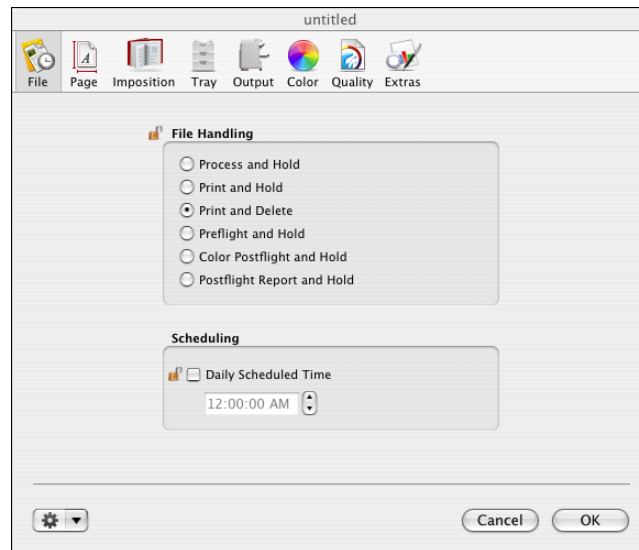 untitled
File Page Imposition Tray Output Color Quality Extras
File Handling
Process and Hold
Print and Hold
Print and Delete
Preflight and Hold
Color Postflight and Hold
Postflight Report and Hold
Scheduling
Daily Scheduled Time
12:00:00 AM
Cancel OK